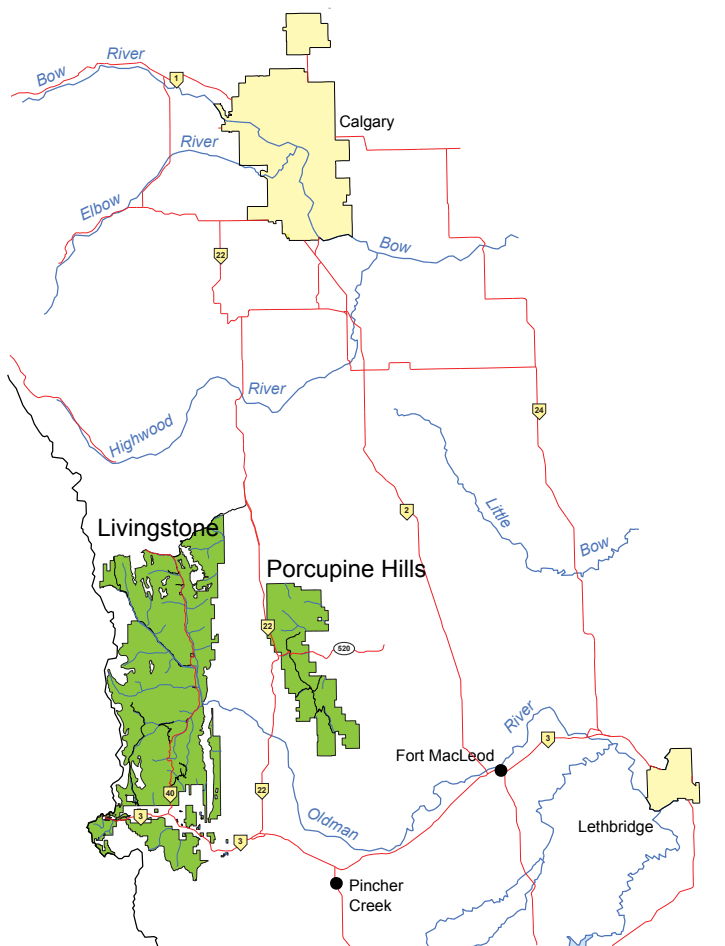 River
Bow
1
Calgary
River
Elbow
Bow
22
River
Highwood
24
2
Little
Livingstone
Bow
Porcupine Hills
22
520
River
3
Fort MacLeod
40
22
Oldman
3
3
Lethbridge
Pincher
Creek